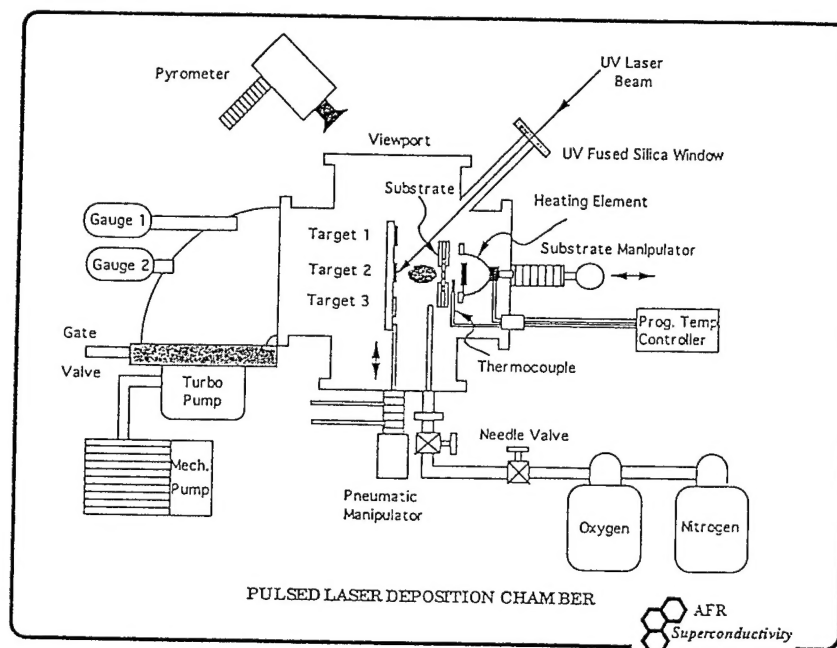 UV Laser
Beam
Pyrometer
Viewport
UV Fused Silica Window
Substrate
Heating Element
Gauge 1
Target 1
Substrate Manipulator
Gauge 2
Target 2
Target 3
Prog. Temp
Controller
Gate
Valve
Thermocouple
Turbo
Pump
Needle Valve
Mech.
Pump
Pneumatic
Manipulator
Oxygen
Nitrogen
PULSED LASER DEPOSITION CHAMBER
AFR
Superconductivity